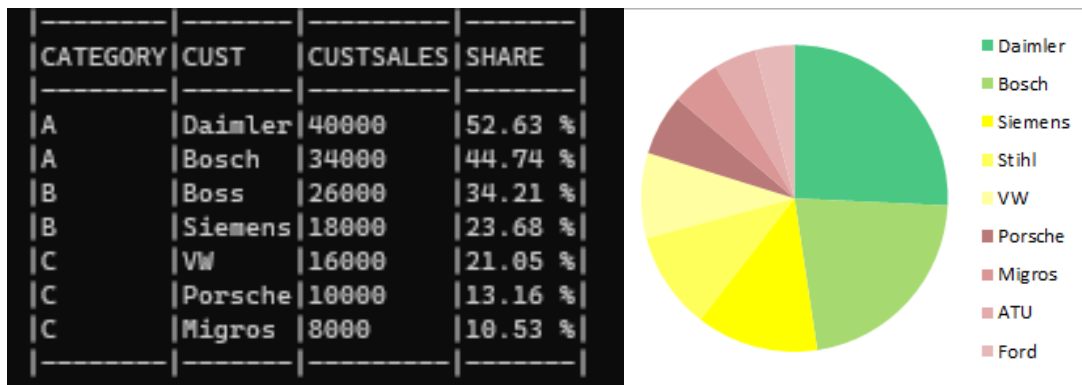 |--------|-------|---------|-------|
|CATEGORY|CUST   |CUSTSALES|SHARE  |
|--------|-------|---------|-------|
|A       |Daimler|40000    |52.63 %|
|A       |Bosch  |34000    |44.74 %|
|B       |Boss   |26000    |34.21 %|
|B       |Siemens|18000    |23.68 %|
|C       |VW     |16000    |21.05 %|
|C       |Porsche|10000    |13.16 %|
|C       |Migros |8000     |10.53 %|
|--------|-------|---------|-------|
Daimler
Bosch
Siemens
Stihl
VW
Porsche
Migros
ATU
Ford